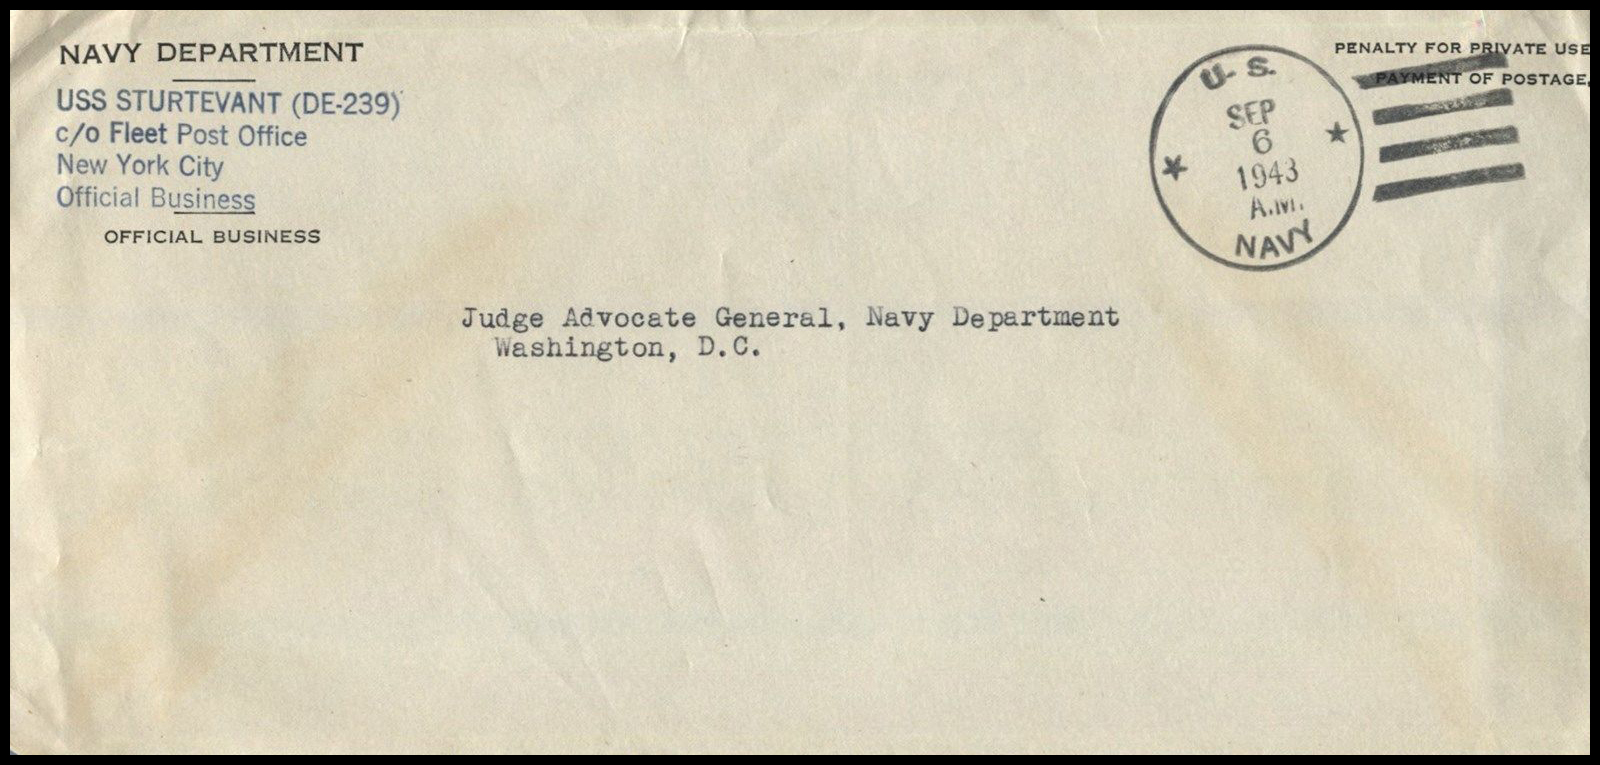 NAVY DEPARTMENT
USS STURTEVANT (DE-239)
c/o Fleet Post Office
New York City
Official Business
OFFICIAL BUSINESS
PENALTY FOR PRIVATE USE
PAYMENT OF POSTAGE,
U. S.
SEP
6
1943
A.M.
NAVY
Judge Advocate General, Navy Department
Washington, D.C.